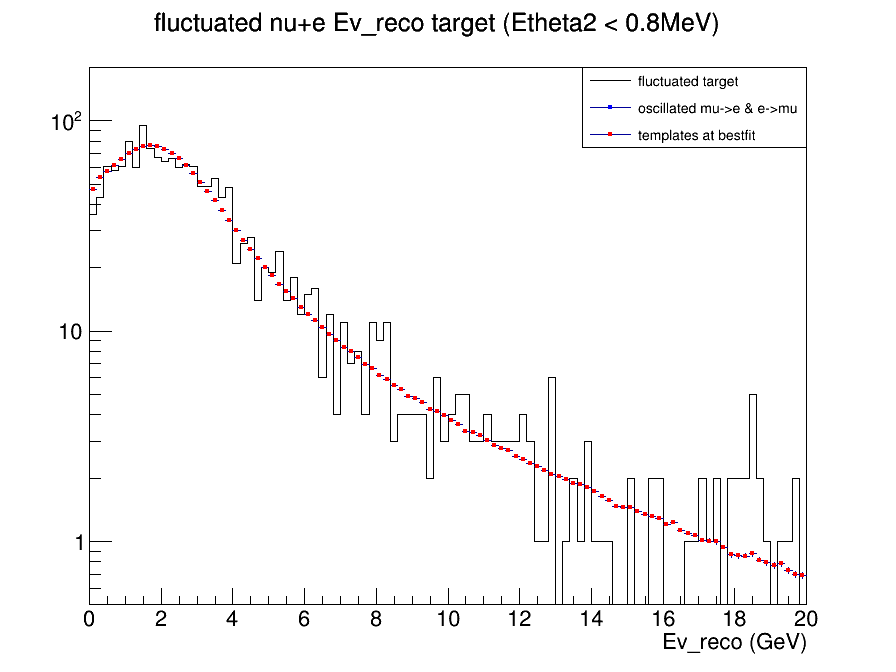 fluctuated nu+e Ev_reco target (Etheta2 < 0.8MeV)
fluctuated target
oscillated mu->e & e->mu
templates at bestfit
10²
10
1
0 2 4 6 8 10 12 14 16 18 20
Ev_reco (GeV)